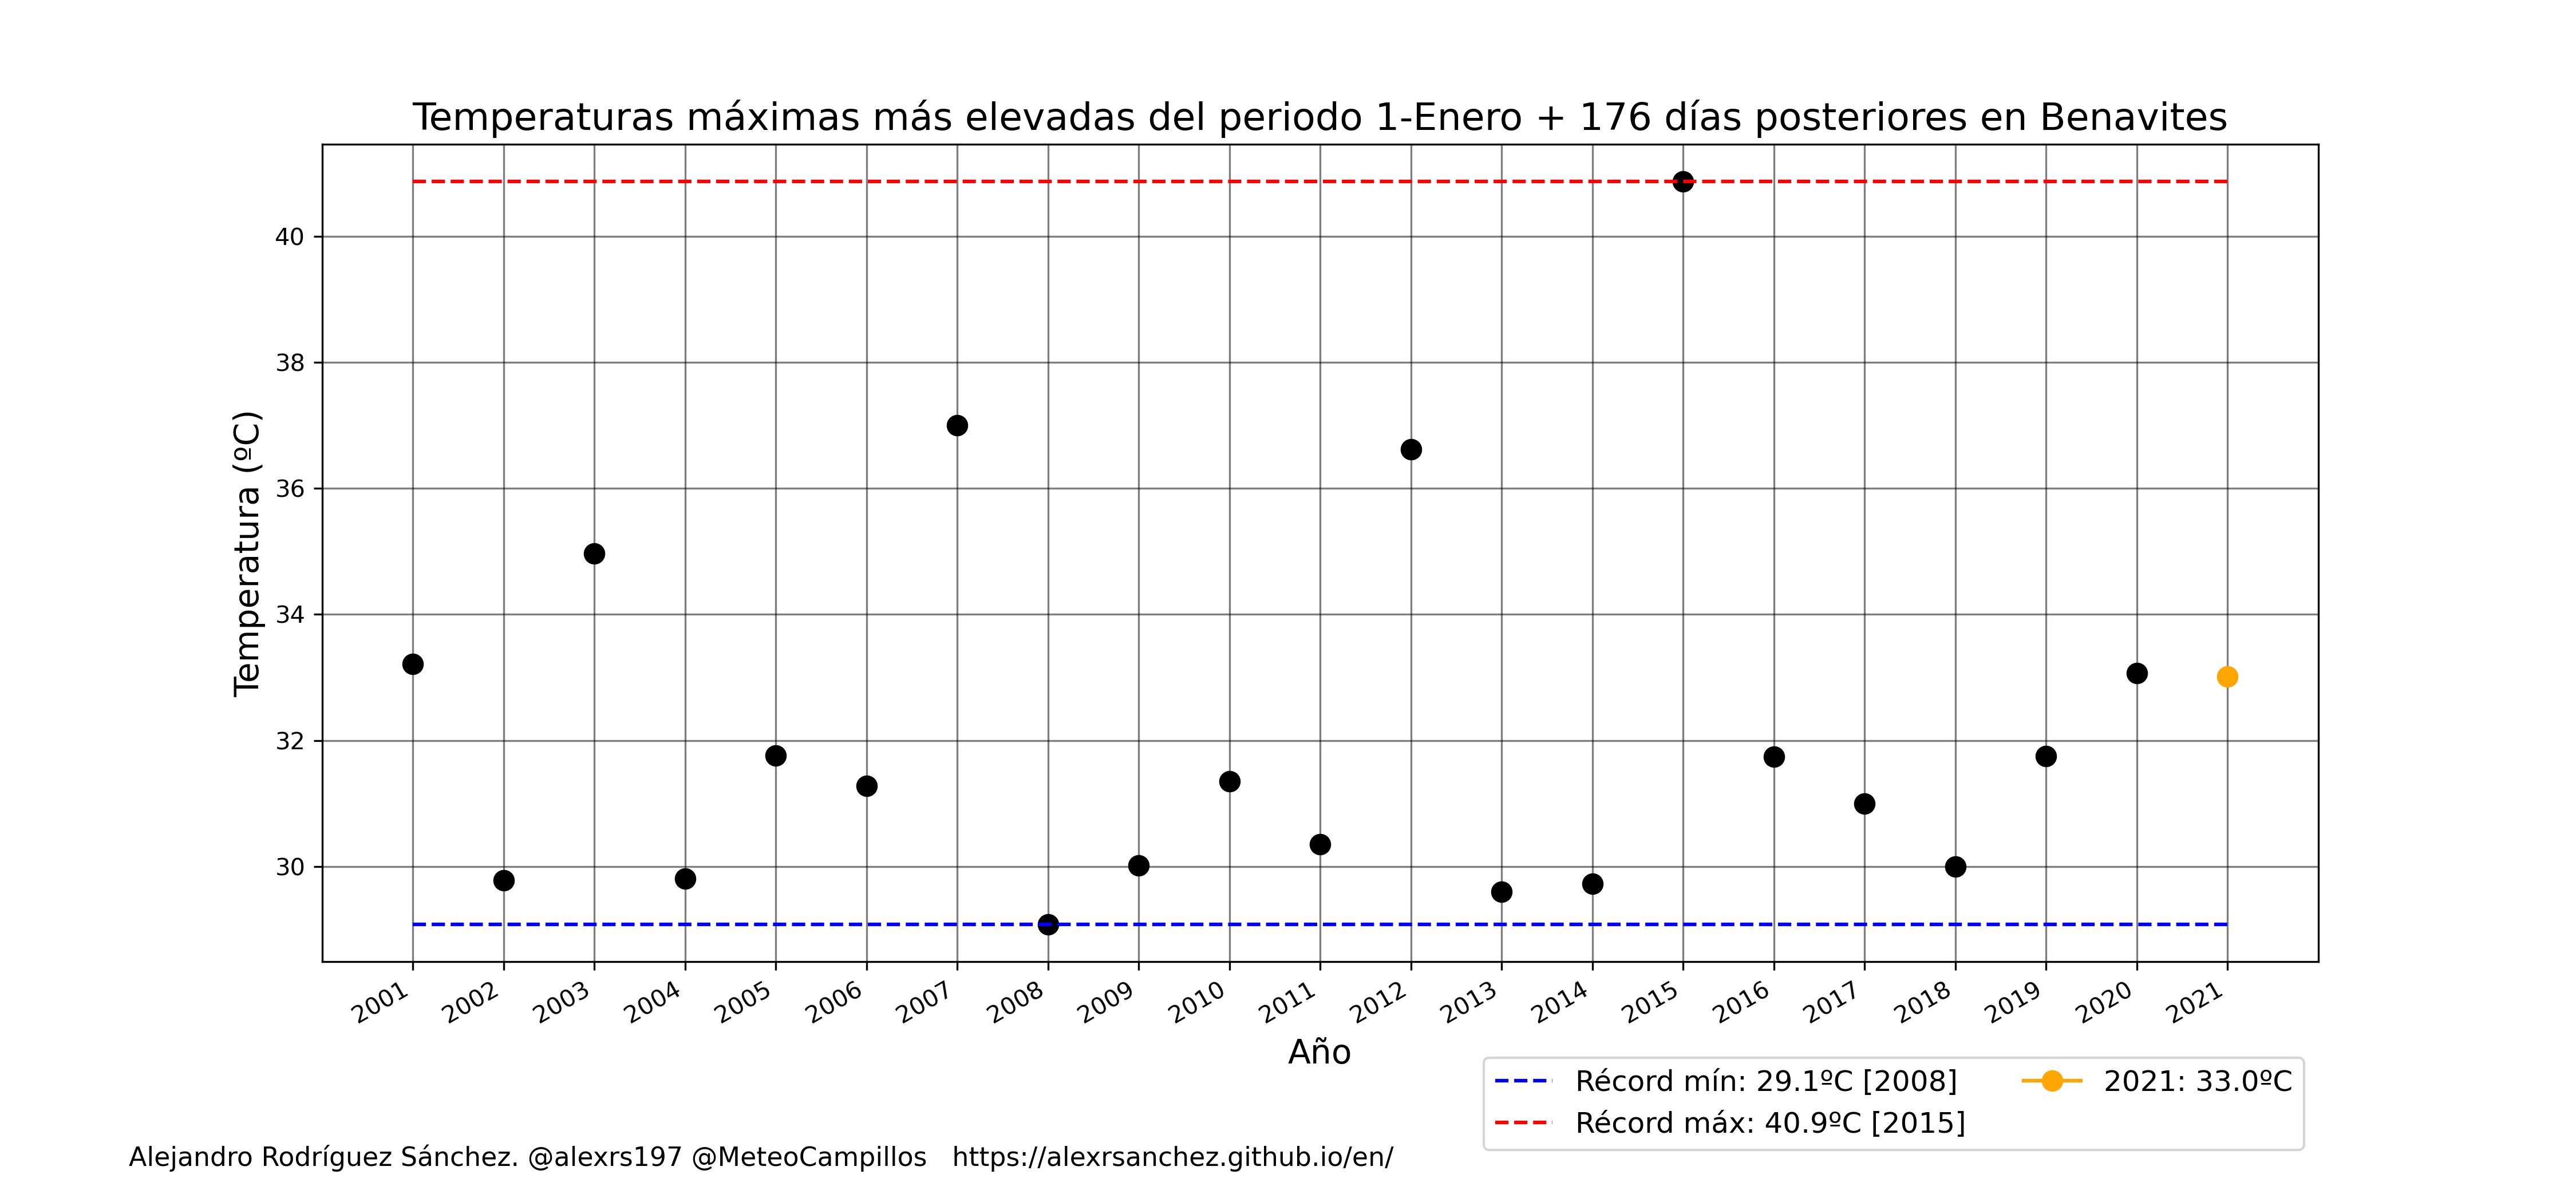 Temperaturas máximas más elevadas del periodo 1-Enero + 176 días posteriores en Benavites
Temperatura (ºC)
40
38
36
34
32
30
2001 2002 2003 2004 2005 2006 2007 2008 2009 2010 2011 2012 2013 2014 2015 2016 2017 2018 2019 2020 2021
Año
Récord mín: 29.1ºC [2008]
Récord máx: 40.9ºC [2015]
2021: 33.0ºC
Alejandro Rodríguez Sánchez. @alexrs197 @MeteoCampillos https://alexrsanchez.github.io/en/